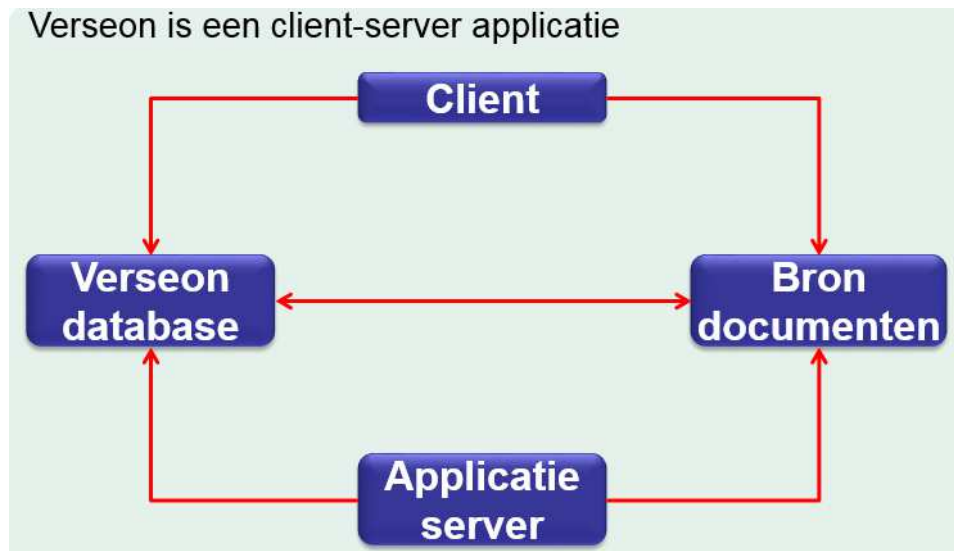 Verseon is een client-server applicatie
Client
Verseon
database
Bron
documenten
Applicatie
server